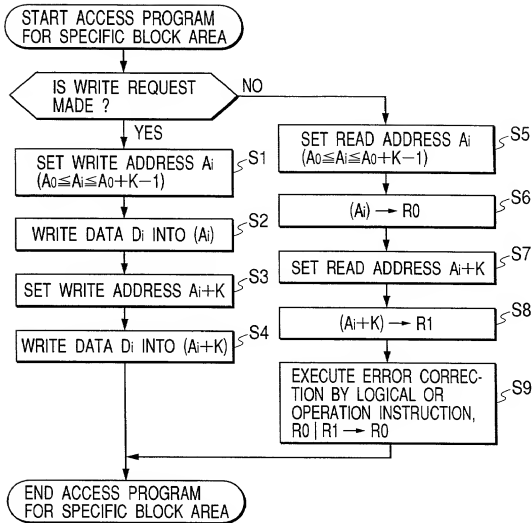 START ACCESS PROGRAM
FOR SPECIFIC BLOCK AREA
IS WRITE REQUEST
MADE ?
NO
YES
SET WRITE ADDRESS Ai
(A0≦Ai≦A0+K−1)
S1
WRITE DATA Di INTO (Ai)
S2
SET WRITE ADDRESS Ai+K
S3
WRITE DATA Di INTO (Ai+K)
S4
SET READ ADDRESS Ai
(A0≦Ai≦A0+K−1)
S5
(Ai) → R0
S6
SET READ ADDRESS Ai+K
S7
(Ai+K) → R1
S8
EXECUTE ERROR CORREC-
TION BY LOGICAL OR
OPERATION INSTRUCTION,
R0 | R1 → R0
S9
END ACCESS PROGRAM
FOR SPECIFIC BLOCK AREA